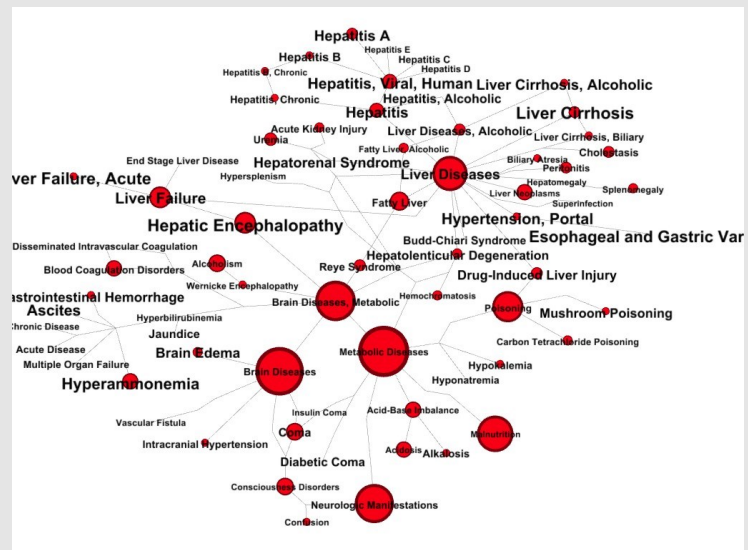 Hepatitis A
Hepatitis E
Hepatitis B
Hepatitis C
Hepatitis D
Hepatitis B, Chronic
Hepatitis, Viral, Human
Liver Cirrhosis, Alcoholic
Hepatitis, Chronic
Hepatitis, Alcoholic
Hepatitis
Liver Cirrhosis
Acute Kidney Injury
Liver Diseases, Alcoholic
Uremia
Liver Cirrhosis, Biliary
Fatty Liver, Alcoholic
Cholestasis
End Stage Liver Disease
Hepatorenal Syndrome
Biliary Atresia
Peritonitis
ver Failure, Acute
Hypersplenism
Liver Diseases
Hepatomegaly
Splenomegaly
Liver Neoplasms
Liver Failure
Fatty Liver
Superinfection
Hepatic Encephalopathy
Hypertension, Portal
Esophageal and Gastric Var
Budd-Chiari Syndrome
Disseminated Intravascular Coagulation
Hepatolenticular Degeneration
Blood Coagulation Disorders
Alcoholism
Reye Syndrome
Drug-Induced Liver Injury
Wernicke Encephalopathy
astrointestinal Hemorrhage
Hemochromatosis
Brain Diseases, Metabolic
Poisoning
Ascites
Mushroom Poisoning
Hyperbilirubinemia
Chronic Disease
Jaundice
Carbon Tetrachloride Poisoning
Acute Disease
Brain Edema
Metabolic Diseases
Multiple Organ Failure
Hypokalemia
Brain Diseases
Hyponatremia
Hyperammonemia
Insulin Coma
Acid-Base Imbalance
Vascular Fistula
Coma
Malnutrition
Intracranial Hypertension
Acidosis
Alkalosis
Diabetic Coma
Consciousness Disorders
Neurologic Manifestations
Confusion